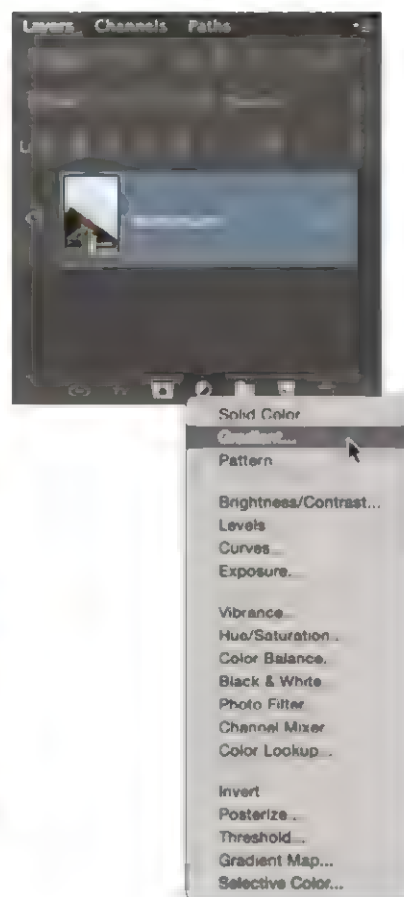 Layers Channels Paths
Solid Color
Gradient...
Pattern
Brightness/Contrast...
Levels
Curves...
Exposure.
Vibrance...
Hue/Saturation..
Color Balance.
Black & White
Photo Filter
Channel Mixer
Color Lookup...
Invert
Posterize..
Threshold...
Gradient Map...
Selective Color...